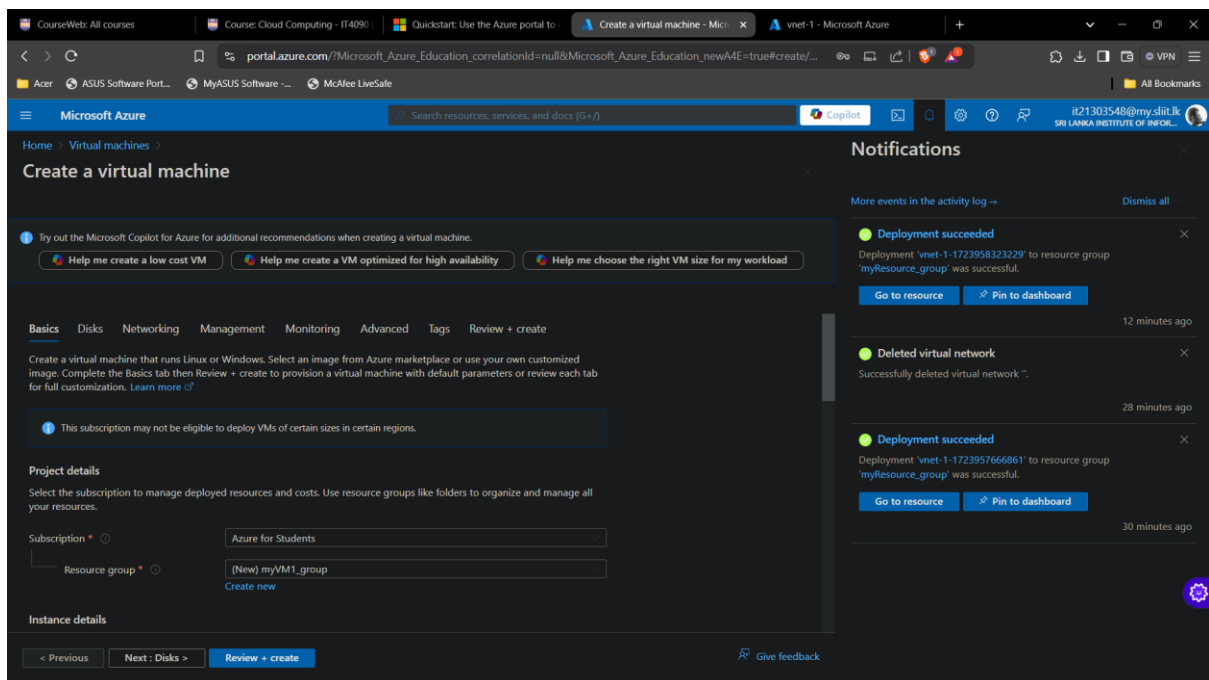 CourseWeb: All courses
Course: Cloud Computing - IT4090 |
Quickstart: Use the Azure portal to
Create a virtual machine - Micr
vnet-1 - Microsoft Azure
portal.azure.com/?Microsoft_Azure_Education_correlationId=null&Microsoft_Azure_Education_newA4E=true#create/...
VPN
Acer
ASUS Software Port...
MyASUS Software -...
McAfee LiveSafe
All Bookmarks
Microsoft Azure
Search resources, services, and docs (G+/)
Copilot
it21303548@my.sliit.lk
SRI LANKA INSTITUTE OF INFOR...
Home > Virtual machines >
Create a virtual machine
Try out the Microsoft Copilot for Azure for additional recommendations when creating a virtual machine.
Help me create a low cost VM
Help me create a VM optimized for high availability
Help me choose the right VM size for my workload
Basics Disks Networking Management Monitoring Advanced Tags Review + create
Create a virtual machine that runs Linux or Windows. Select an image from Azure marketplace or use your own customized
image. Complete the Basics tab then Review + create to provision a virtual machine with default parameters or review each tab
for full customization. Learn more
This subscription may not be eligible to deploy VMs of certain sizes in certain regions.
Project details
Select the subscription to manage deployed resources and costs. Use resource groups like folders to organize and manage all
your resources.
Subscription *
Azure for Students
Resource group *
(New) myVM1_group
Create new
Instance details
< Previous
Next : Disks >
Review + create
Give feedback
Notifications
More events in the activity log →
Dismiss all
Deployment succeeded
Deployment 'vnet-1-1723958323229' to resource group
'myResource_group' was successful.
Go to resource
Pin to dashboard
12 minutes ago
Deleted virtual network
Successfully deleted virtual network ''.
28 minutes ago
Deployment succeeded
Deployment 'vnet-1-1723957666861' to resource group
'myResource_group' was successful.
Go to resource
Pin to dashboard
30 minutes ago